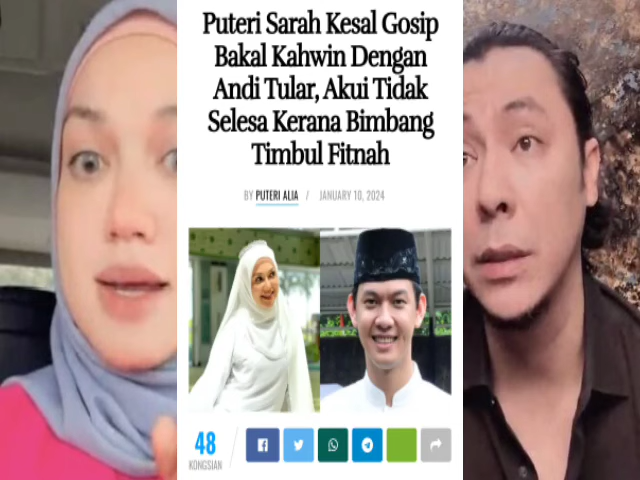 Puteri Sarah Kesal Gosip
Bakal Kahwin Dengan
Andi Tular, Akui Tidak
Selesa Kerana Bimbang
Timbul Fitnah
BY PUTERI ALIA / JANUARY 10, 2024
48
KONGSIAN